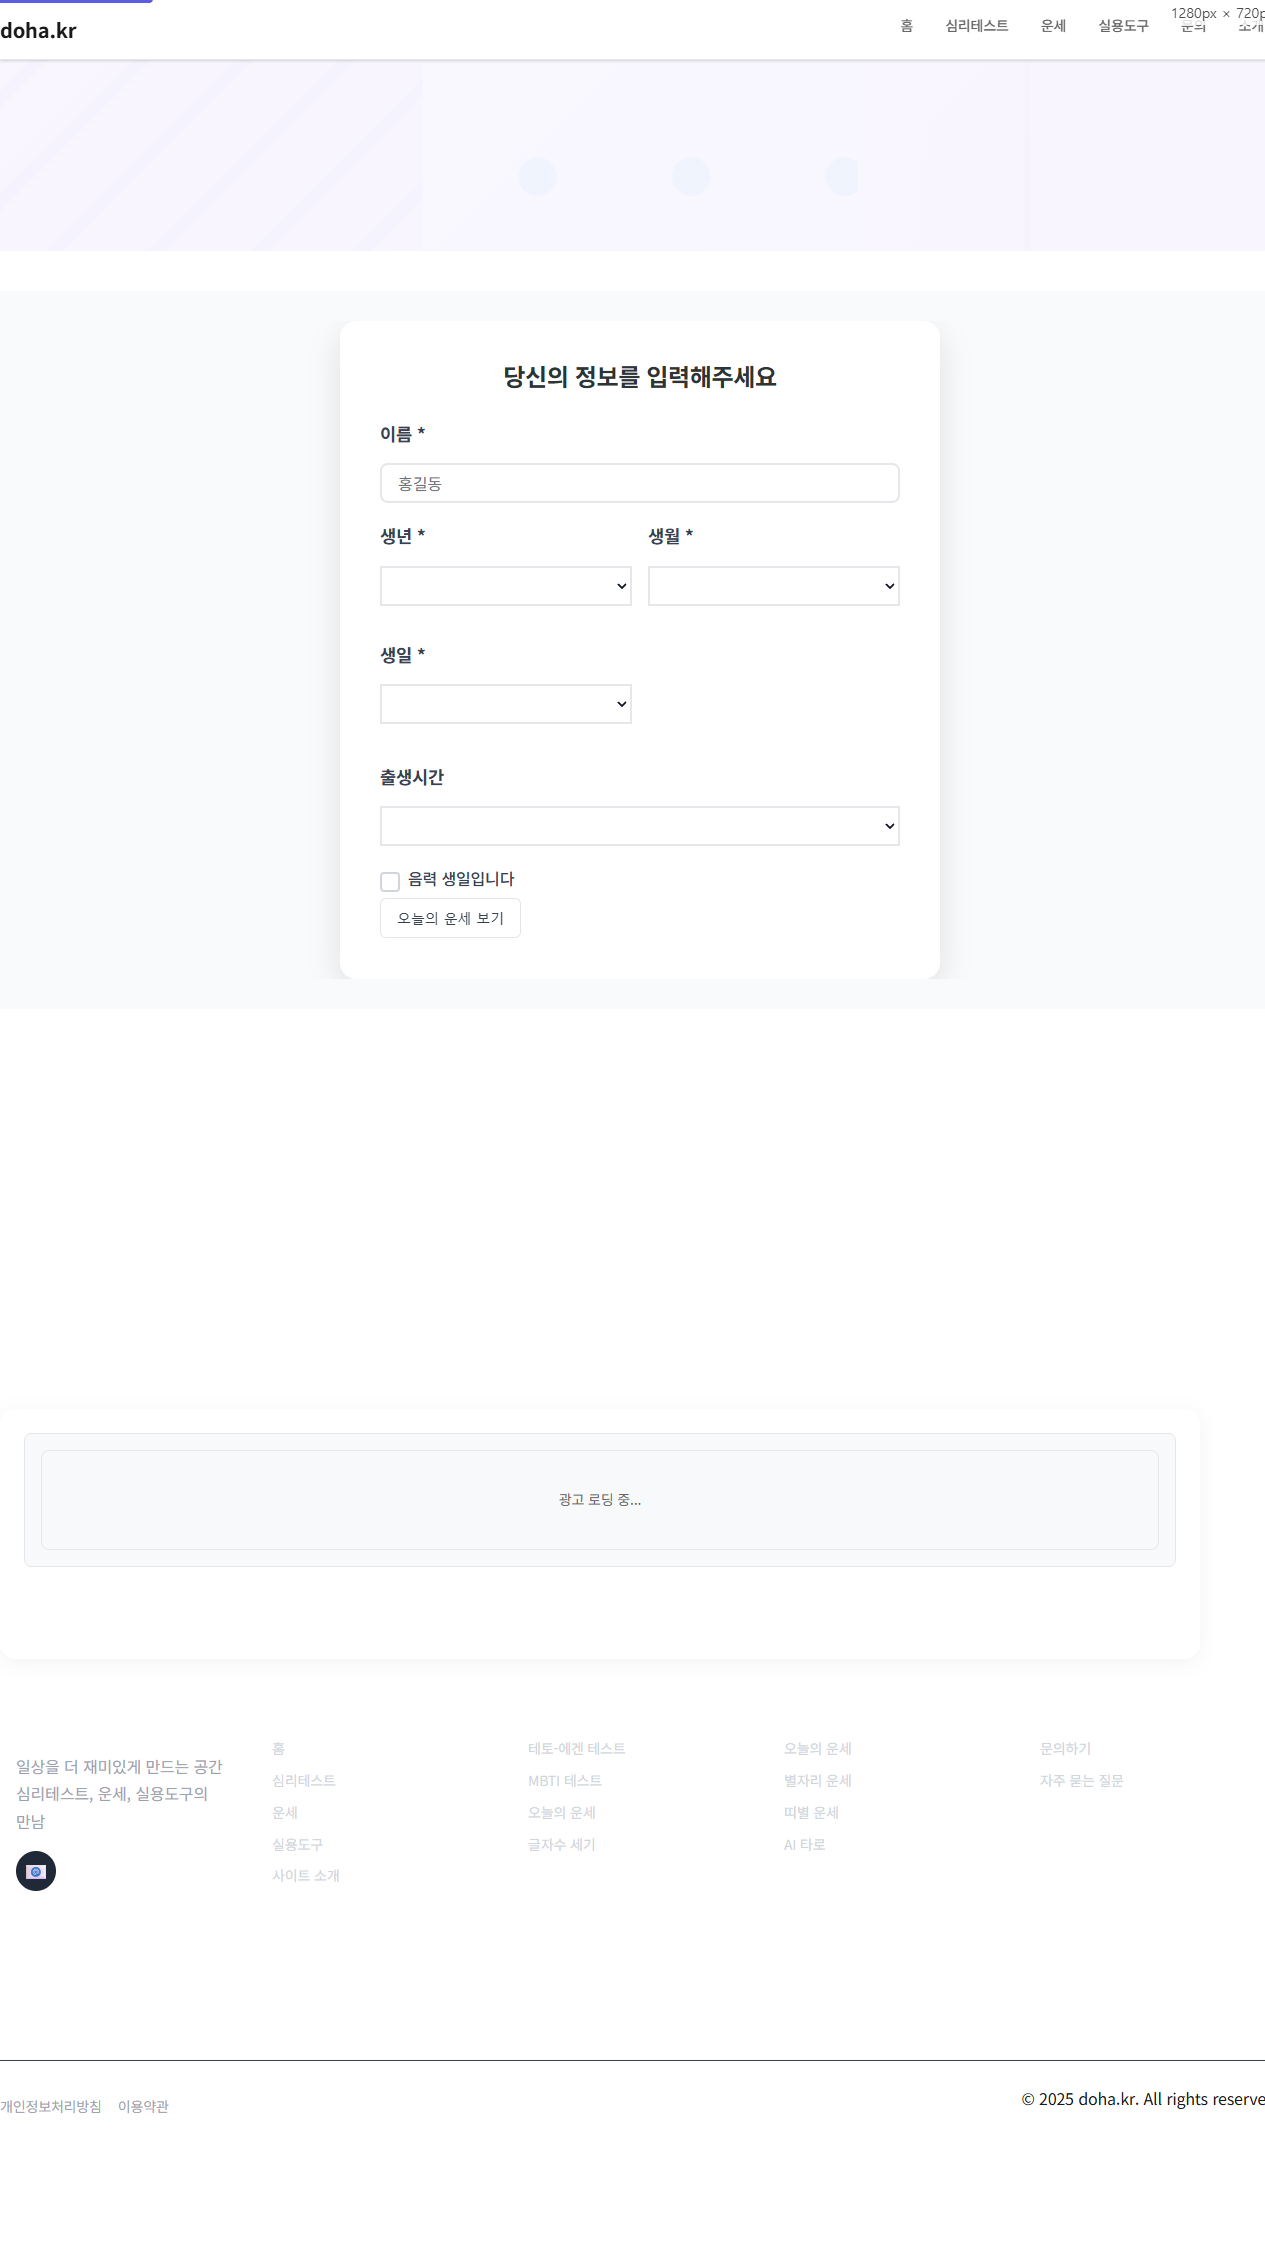 doha.kr
홈 심리테스트 운세 실용도구 문의 소개
1280px × 720p
당신의 정보를 입력해주세요
이름 *
홍길동
생년 * 생월 *
생일 *
출생시간
음력 생일입니다
오늘의 운세 보기
광고 로딩 중...
일상을 더 재미있게 만드는 공간
심리테스트, 운세, 실용도구의
만남
홈
심리테스트
운세
실용도구
사이트 소개
테토-에겐 테스트
MBTI 테스트
오늘의 운세
글자수 세기
오늘의 운세
별자리 운세
띠별 운세
AI 타로
문의하기
자주 묻는 질문
개인정보처리방침 이용약관
© 2025 doha.kr. All rights reserve